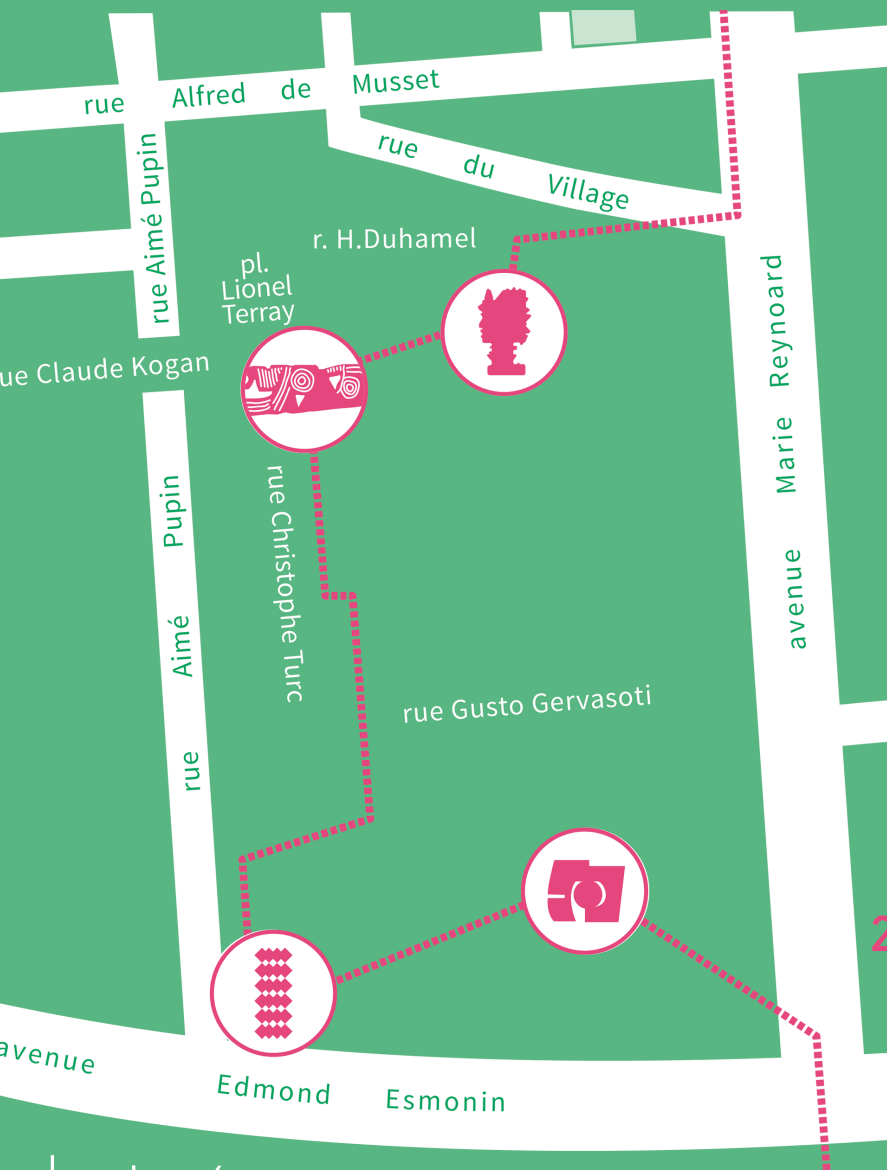 rue Alfred de Musset
rue du Village
rue Aimé Pupin
r. H.Duhamel
pl.
Lionel
Terray
ue Claude Kogan
avenue Marie Reynoard
rue Aimé Pupin
rue Christophe Turc
rue Gusto Gervasoti
2
avenue Edmond Esmonin